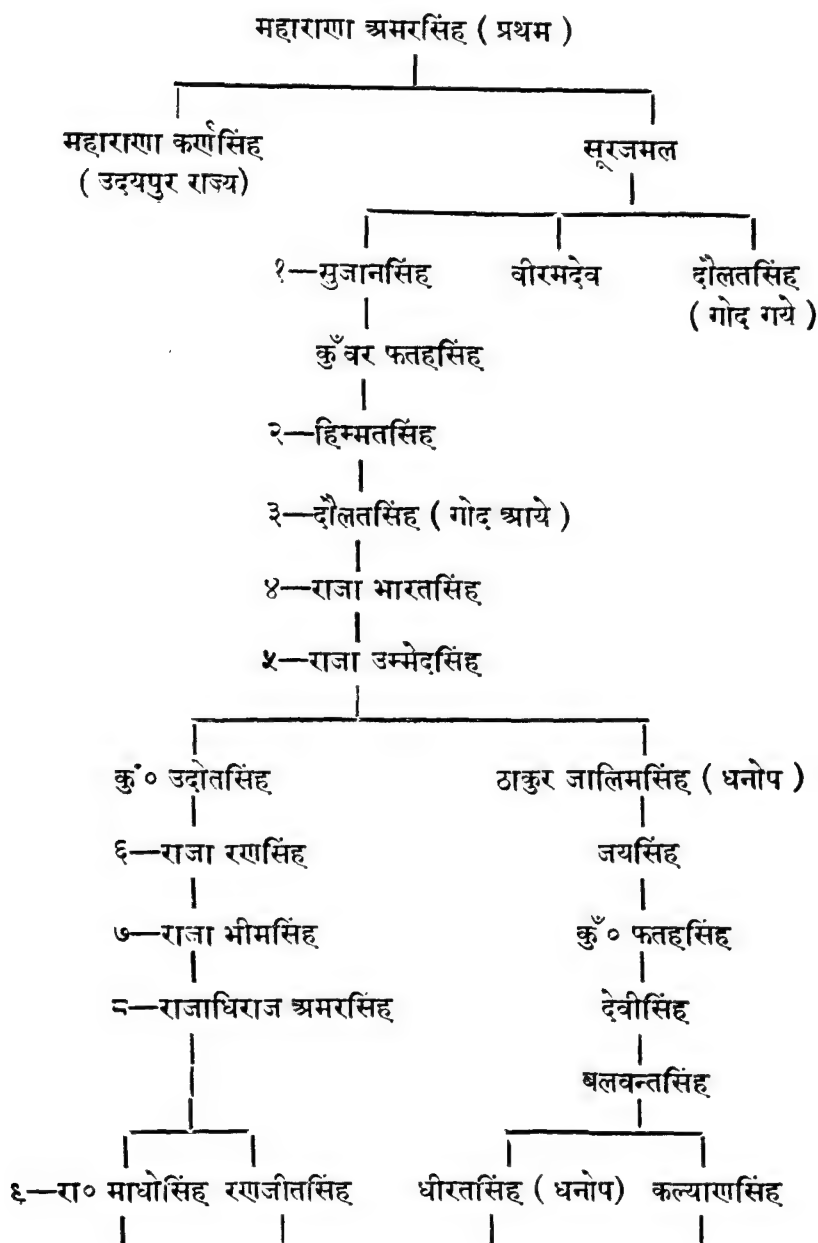 महाराणा अमरसिंह ( प्रथम )
महाराणा कर्णसिंह
( उदयपुर राज्य)
सूरजमल
१—सुजानसिंह
वीरमदेव
दौलतसिंह
( गोद गये )
कुँवर फतहसिंह
२—हिम्मतसिंह
३—दौलतसिंह ( गोद आये )
४—राजा भारतसिंह
५—राजा उम्मेदसिंह
कुं० उदोतसिंह
ठाकुर जालिमसिंह ( धनोप )
६—राजा रणसिंह
जयसिंह
७—राजा भीमसिंह
कुँ० फतहसिंह
८—राजाधिराज अमरसिंह
देवीसिंह
बलवन्तसिंह
९—रा० माधोसिंह रणजीतसिंह
धीरतसिंह ( धनोप) कल्याणसिंह